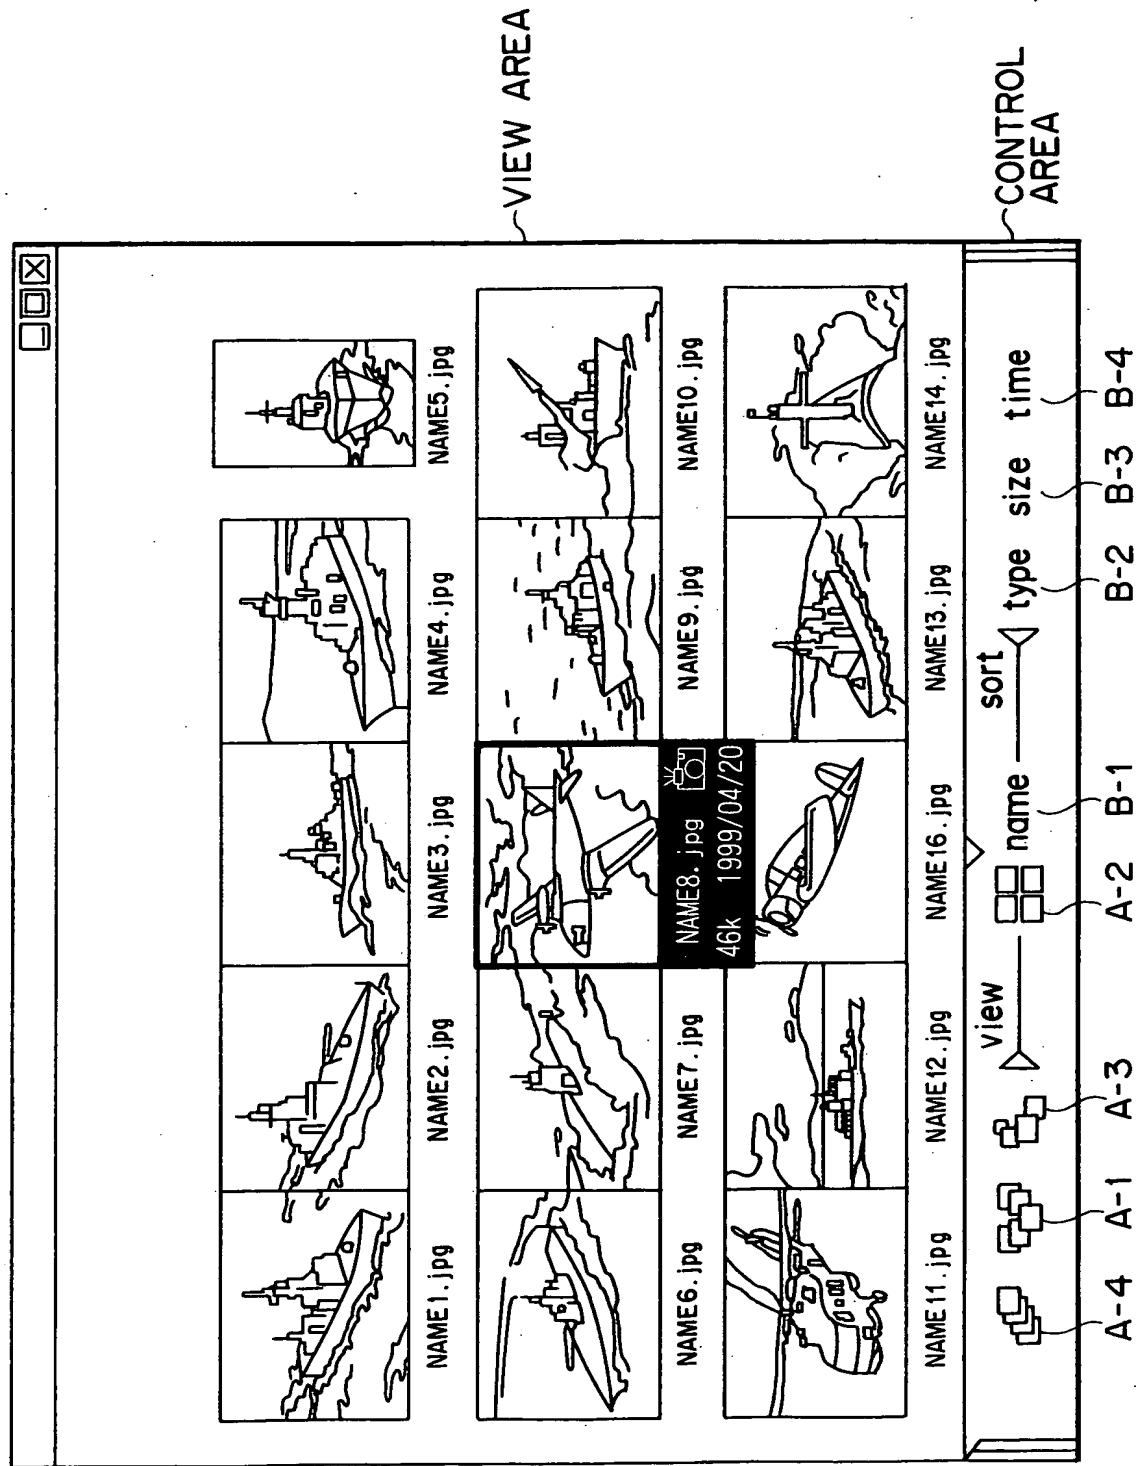 VIEW AREA
NAME1.jpg
NAME2.jpg
NAME3.jpg
NAME4.jpg
NAME5.jpg
NAME6.jpg
NAME7.jpg
NAME8.jpg
46k 1999/04/20
NAME9.jpg
NAME10.jpg
NAME11.jpg
NAME12.jpg
NAME16.jpg
NAME13.jpg
NAME14.jpg
CONTROL
AREA
view
sort
name
type
size
time
A-4
A-1
A-3
A-2
B-1
B-2
B-3
B-4